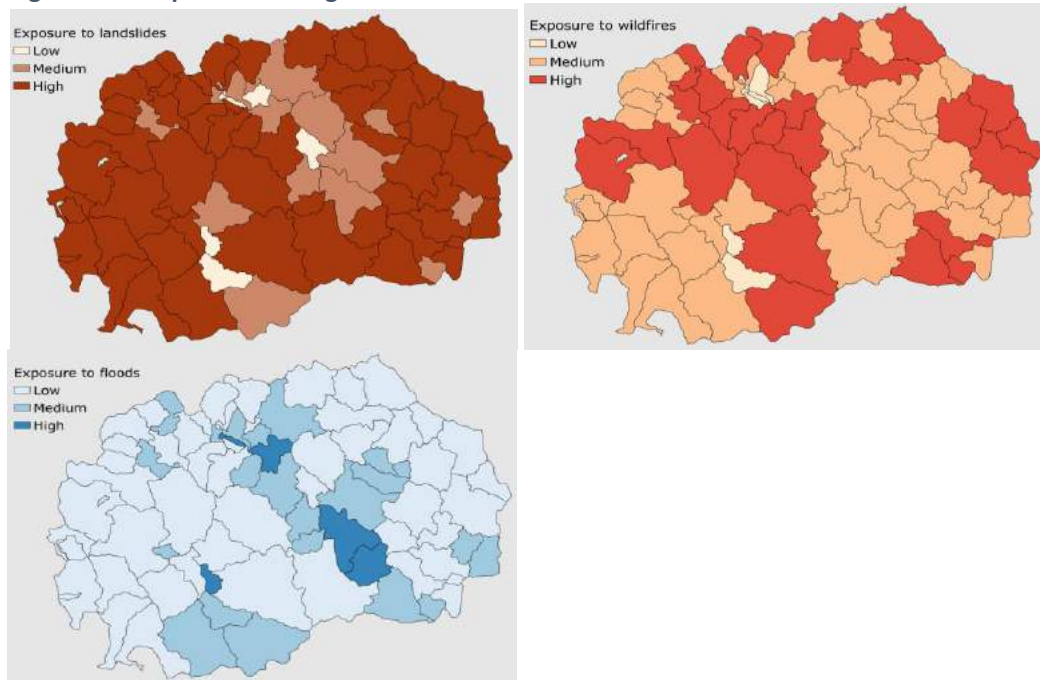 Exposure to landslides
Low
Medium
High
Exposure to wildfires
Low
Medium
High
Exposure to floods
Low
Medium
High